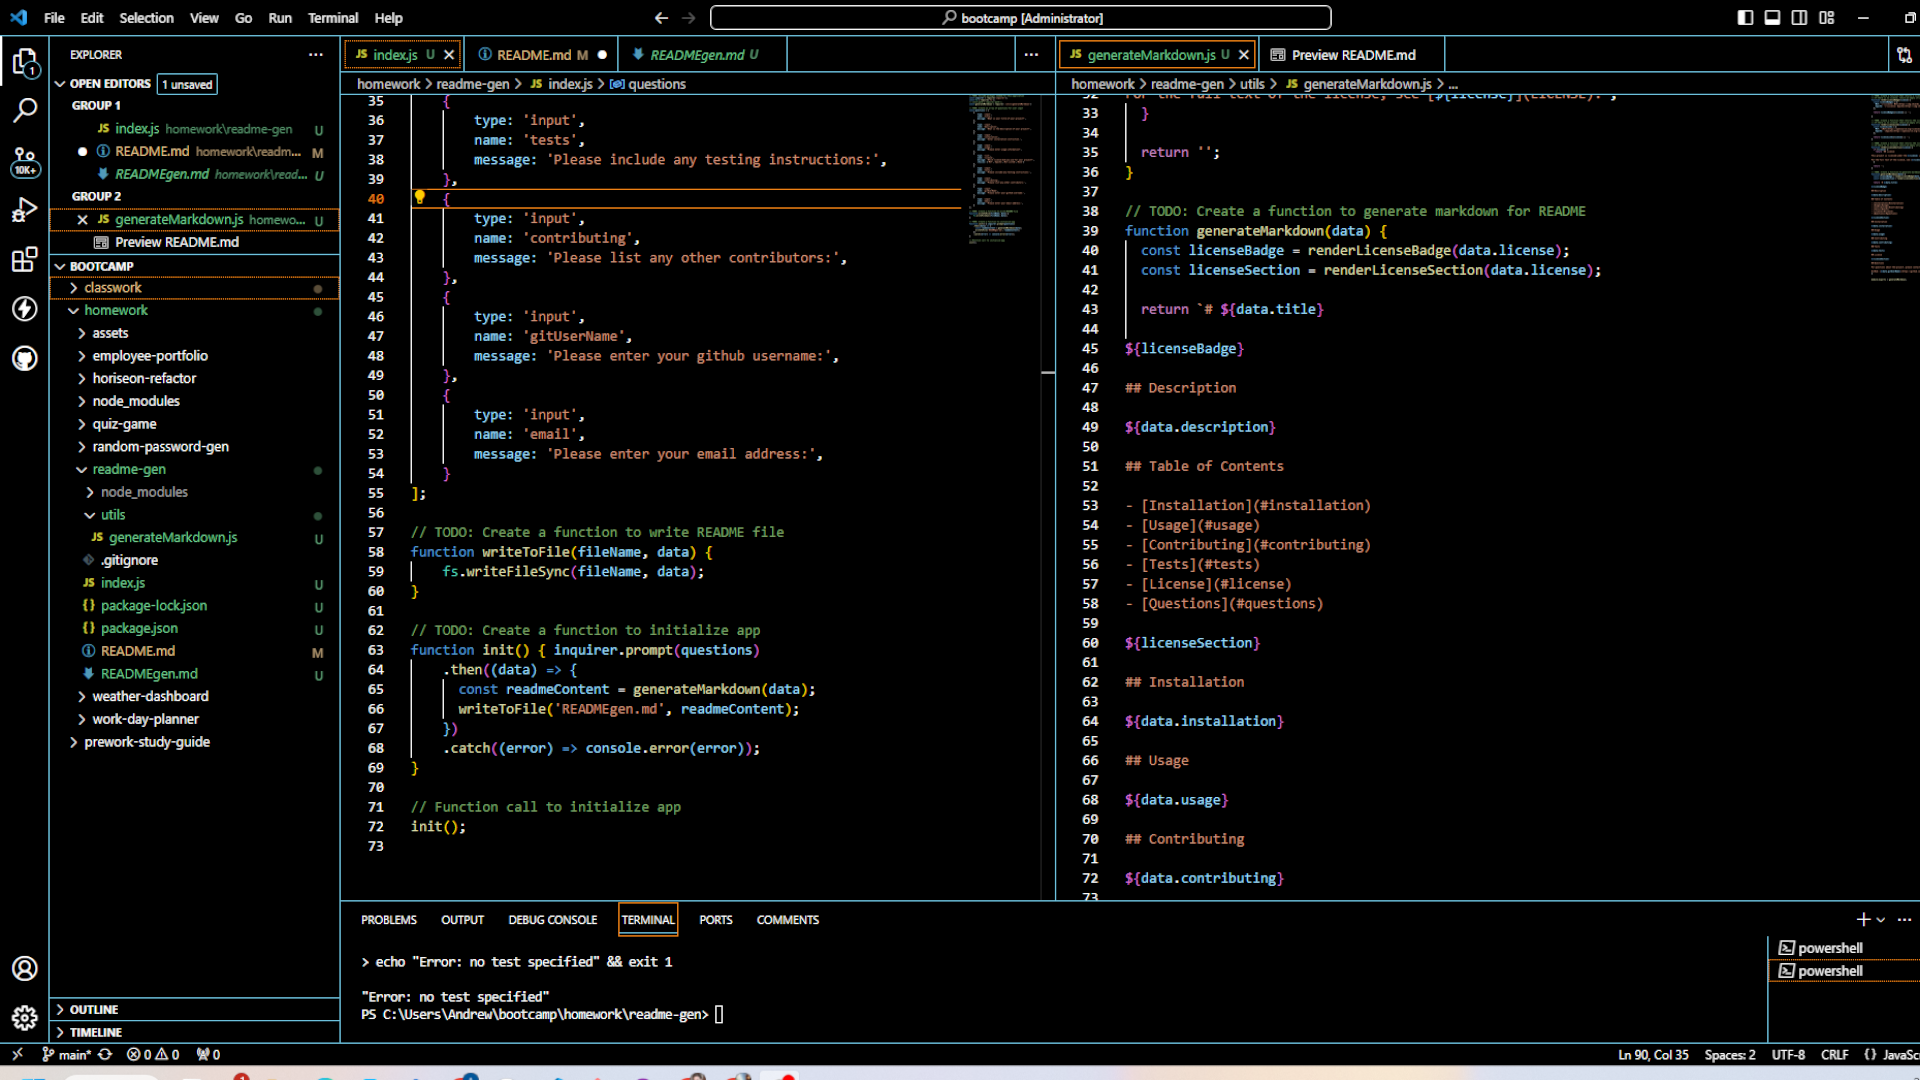 File Edit Selection View Go Run Terminal Help
bootcamp [Administrator]
EXPLORER
OPEN EDITORS 1 unsaved
GROUP 1
JS index.js homework\readme-gen U
README.md homework\readm... M
READMEgen.md homework\read... U
GROUP 2
JS generateMarkdown.js homewo... U
Preview README.md
BOOTCAMP
classwork
homework
assets
employee-portfolio
horiseon-refactor
node_modules
quiz-game
random-password-gen
readme-gen
node_modules
utils
JS generateMarkdown.js U
.gitignore
JS index.js U
{} package-lock.json U
{} package.json U
README.md M
READMEgen.md U
weather-dashboard
work-day-planner
prework-study-guide
OUTLINE
TIMELINE
1
10K+
JS index.js U
README.md M
READMEgen.md U
homework > readme-gen > JS index.js > questions
35 {
36 type: 'input',
37 name: 'tests',
38 message: 'Please include any testing instructions:',
39 },
40 {
41 type: 'input',
42 name: 'contributing',
43 message: 'Please list any other contributors:',
44 },
45 {
46 type: 'input',
47 name: 'gitUserName',
48 message: 'Please enter your github username:',
49 },
50 {
51 type: 'input',
52 name: 'email',
53 message: 'Please enter your email address:',
54 }
55 ];
56
57 // TODO: Create a function to write README file
58 function writeToFile(fileName, data) {
59 fs.writeFileSync(fileName, data);
60 }
61
62 // TODO: Create a function to initialize app
63 function init() { inquirer.prompt(questions)
64 .then((data) => {
65 const readmeContent = generateMarkdown(data);
66 writeToFile('READMEgen.md', readmeContent);
67 })
68 .catch((error) => console.error(error));
69 }
70
71 // Function call to initialize app
72 init();
73
JS generateMarkdown.js U
Preview README.md
homework > readme-gen > utils > JS generateMarkdown.js > ...
32 For the full text of the license, see [${license}](LICENSE).`;
33 }
34
35 return '';
36 }
37
38 // TODO: Create a function to generate markdown for README
39 function generateMarkdown(data) {
40 const licenseBadge = renderLicenseBadge(data.license);
41 const licenseSection = renderLicenseSection(data.license);
42
43 return `# ${data.title}
44
45 ${licenseBadge}
46
47 ## Description
48
49 ${data.description}
50
51 ## Table of Contents
52
53 - [Installation](#installation)
54 - [Usage](#usage)
55 - [Contributing](#contributing)
56 - [Tests](#tests)
57 - [License](#license)
58 - [Questions](#questions)
59
60 ${licenseSection}
61
62 ## Installation
63
64 ${data.installation}
65
66 ## Usage
67
68 ${data.usage}
69
70 ## Contributing
71
72 ${data.contributing}
73
PROBLEMS OUTPUT DEBUG CONSOLE TERMINAL PORTS COMMENTS
> echo "Error: no test specified" && exit 1
"Error: no test specified"
PS C:\Users\Andrew\bootcamp\homework\readme-gen>
powershell
powershell
main* 0 0 0
Ln 90, Col 35 Spaces: 2 UTF-8 CRLF {} JavaSc